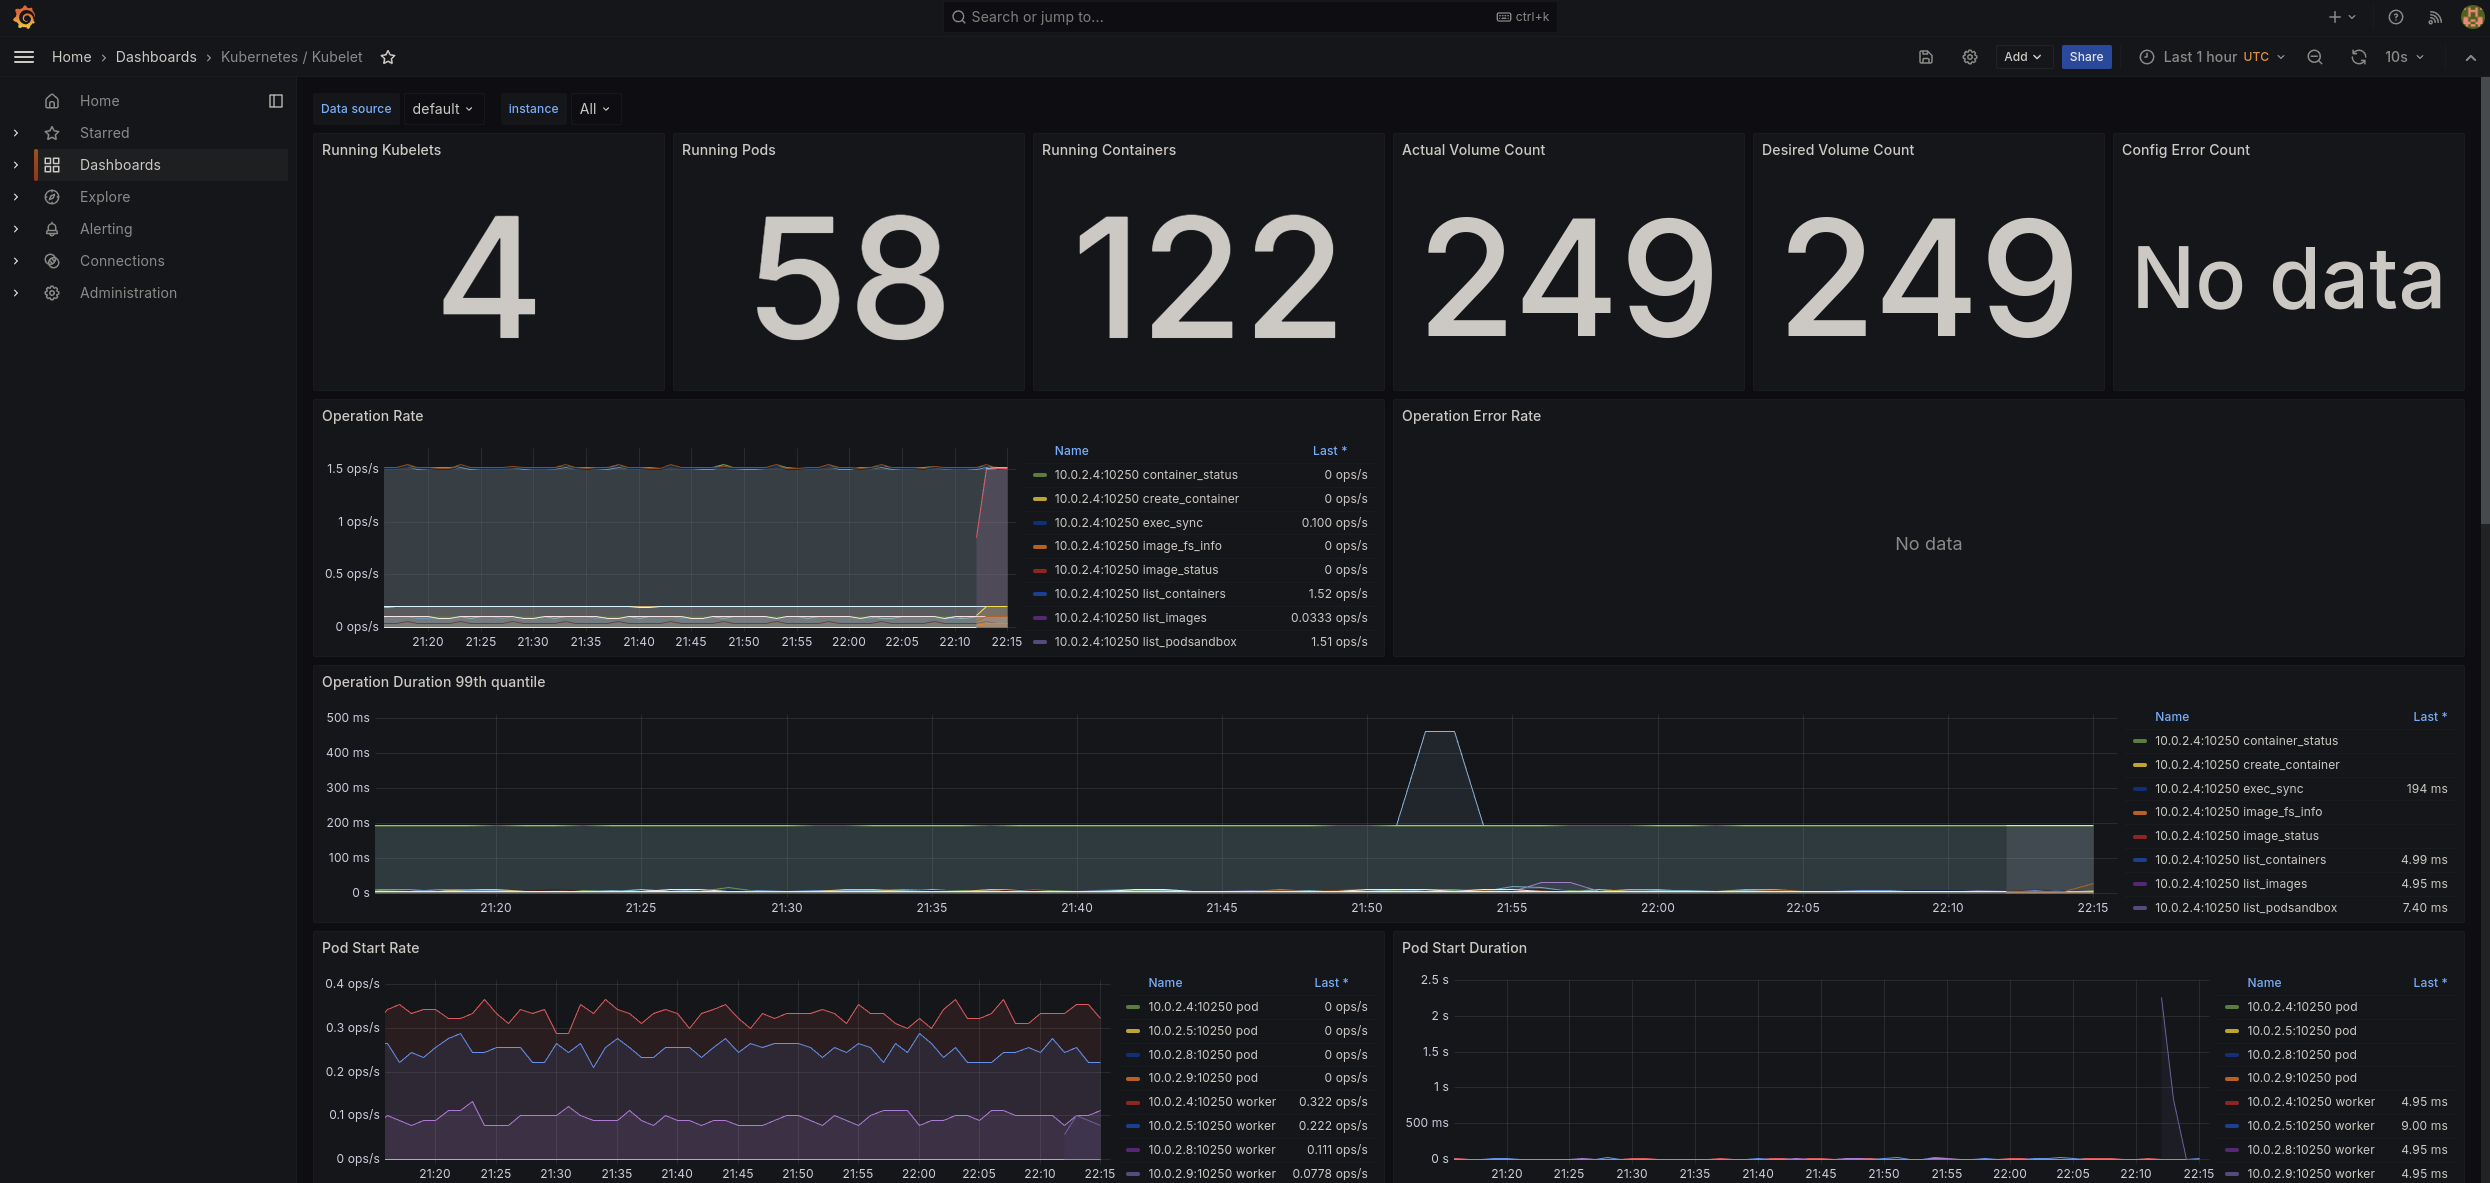 Search or jump to...
ctrl+k
Home
Dashboards
Kubernetes / Kubelet
Add
Share
Last 1 hour UTC
10s
Home
Starred
Dashboards
Explore
Alerting
Connections
Administration
Data source
default
instance
All
Running Kubelets
4
Running Pods
58
Running Containers
122
Actual Volume Count
249
Desired Volume Count
249
Config Error Count
No data
Operation Rate
1.5 ops/s
1 ops/s
0.5 ops/s
0 ops/s
21:20 21:25 21:30 21:35 21:40 21:45 21:50 21:55 22:00 22:05 22:10 22:15
Name Last *
10.0.2.4:10250 container_status 0 ops/s
10.0.2.4:10250 create_container 0 ops/s
10.0.2.4:10250 exec_sync 0.100 ops/s
10.0.2.4:10250 image_fs_info 0 ops/s
10.0.2.4:10250 image_status 0 ops/s
10.0.2.4:10250 list_containers 1.52 ops/s
10.0.2.4:10250 list_images 0.0333 ops/s
10.0.2.4:10250 list_podsandbox 1.51 ops/s
Operation Error Rate
No data
Operation Duration 99th quantile
500 ms
400 ms
300 ms
200 ms
100 ms
0 s
21:20 21:25 21:30 21:35 21:40 21:45 21:50 21:55 22:00 22:05 22:10 22:15
Name Last *
10.0.2.4:10250 container_status
10.0.2.4:10250 create_container
10.0.2.4:10250 exec_sync 194 ms
10.0.2.4:10250 image_fs_info
10.0.2.4:10250 image_status
10.0.2.4:10250 list_containers 4.99 ms
10.0.2.4:10250 list_images 4.95 ms
10.0.2.4:10250 list_podsandbox 7.40 ms
Pod Start Rate
0.4 ops/s
0.3 ops/s
0.2 ops/s
0.1 ops/s
0 ops/s
21:20 21:25 21:30 21:35 21:40 21:45 21:50 21:55 22:00 22:05 22:10 22:15
Name Last *
10.0.2.4:10250 pod 0 ops/s
10.0.2.5:10250 pod 0 ops/s
10.0.2.8:10250 pod 0 ops/s
10.0.2.9:10250 pod 0 ops/s
10.0.2.4:10250 worker 0.322 ops/s
10.0.2.5:10250 worker 0.222 ops/s
10.0.2.8:10250 worker 0.111 ops/s
10.0.2.9:10250 worker 0.0778 ops/s
Pod Start Duration
2.5 s
2 s
1.5 s
1 s
500 ms
0 s
21:20 21:25 21:30 21:35 21:40 21:45 21:50 21:55 22:00 22:05 22:10 22:15
Name Last *
10.0.2.4:10250 pod
10.0.2.5:10250 pod
10.0.2.8:10250 pod
10.0.2.9:10250 pod
10.0.2.4:10250 worker 4.95 ms
10.0.2.5:10250 worker 9.00 ms
10.0.2.8:10250 worker 4.95 ms
10.0.2.9:10250 worker 4.95 ms